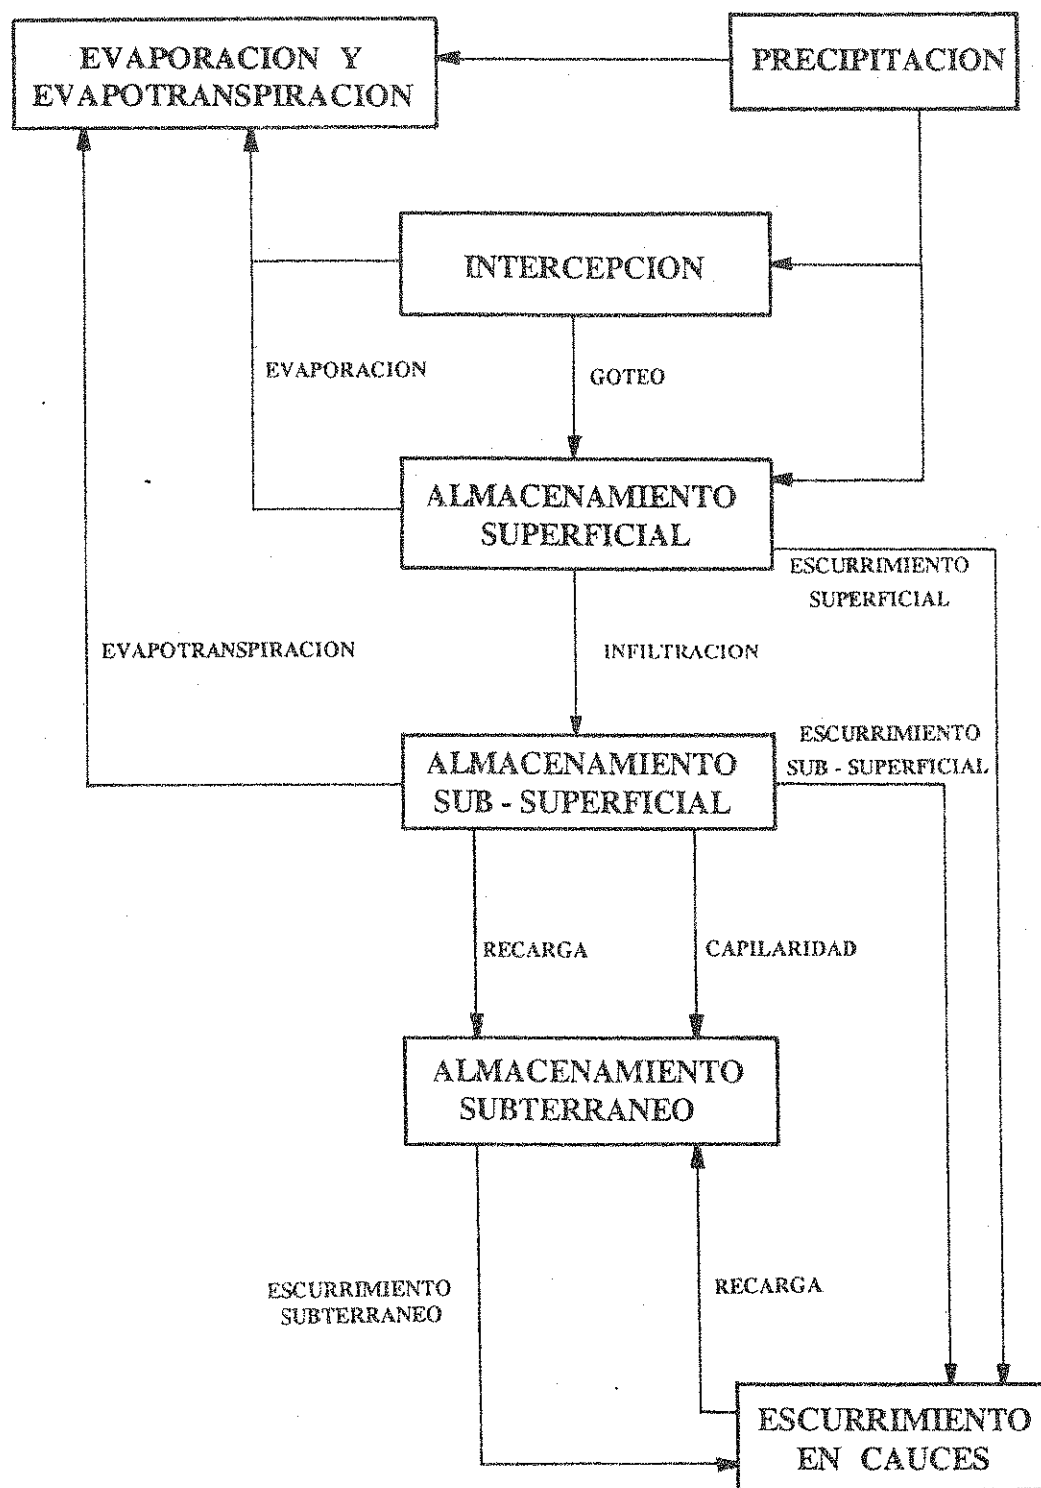 EVAPORACION Y
EVAPOTRANSPIRACION
PRECIPITACION
INTERCEPCION
EVAPORACION
GOTEO
ALMACENAMIENTO
SUPERFICIAL
ESCURRIMIENTO
SUPERFICIAL
EVAPOTRANSPIRACION
INFILTRACION
ALMACENAMIENTO
SUB - SUPERFICIAL
ESCURRIMIENTO
SUB - SUPERFICIAL
RECARGA
CAPILARIDAD
ALMACENAMIENTO
SUBTERRANEO
ESCURRIMIENTO
SUBTERRANEO
RECARGA
ESCURRIMIENTO
EN CAUCES